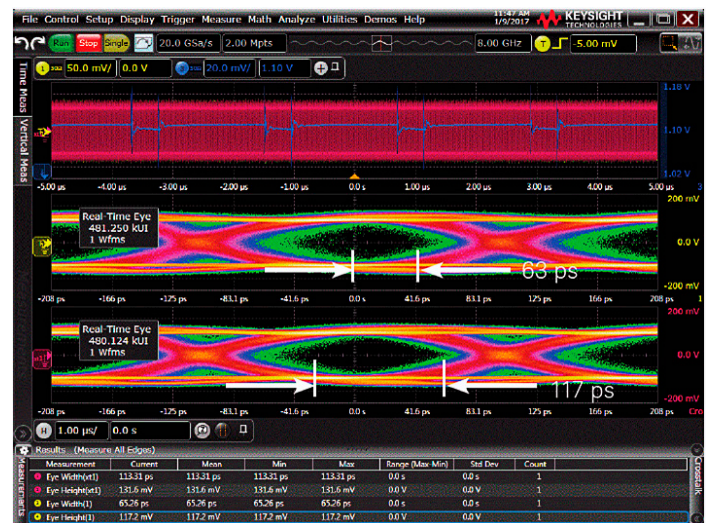 File Control Setup Display Trigger Measure Math Analyze Utilities Demos Help
11:47 AM
1/9/2017
KEYSIGHT
TECHNOLOGIES
Run Stop Single 20.0 GSa/s 2.00 Mpts 8.00 GHz T -5.00 mV
1 50.0 mV/ 0.0 V 20.0 mV/ 1.10 V
Time Meas
Vertical Meas
1.18 V
1.10 V
1.02 V
-5.00 µs -4.00 µs -3.00 µs -2.00 µs -1.00 µs 0.0 s 1.00 µs 2.00 µs 3.00 µs 4.00 µs 5.00 µs 3
200 mV
Real-Time Eye
481.250 kUI
1 Wfms
0.0 V
63 ps
-200 mV
-208 ps -166 ps -125 ps -83.1 ps -41.6 ps 0.0 s 41.6 ps 83.1 ps 125 ps 166 ps 208 ps 1
200 mV
Real-Time Eye
480.124 kUI
1 Wfms
0.0 V
117 ps
-200 mV
-208 ps -166 ps -125 ps -83.1 ps -41.6 ps 0.0 s 41.6 ps 83.1 ps 125 ps 166 ps 208 ps Cro
H 1.00 µs/ 0.0 s
Results (Measure All Edges)
Measurements
Crosstalk
Measurement Current Mean Min Max Range (Max-Min) Std Dev Count
Eye Width(xt1) 113.31 ps 113.31 ps 113.31 ps 113.31 ps 0.0 s 0.0 s 1
Eye Height(xt1) 131.6 mV 131.6 mV 131.6 mV 131.6 mV 0.0 V 0.0 V 1
Eye Width(1) 65.26 ps 65.26 ps 65.26 ps 65.26 ps 0.0 s 0.0 s 1
Eye Height(1) 117.2 mV 117.2 mV 117.2 mV 117.2 mV 0.0 V 0.0 V 1